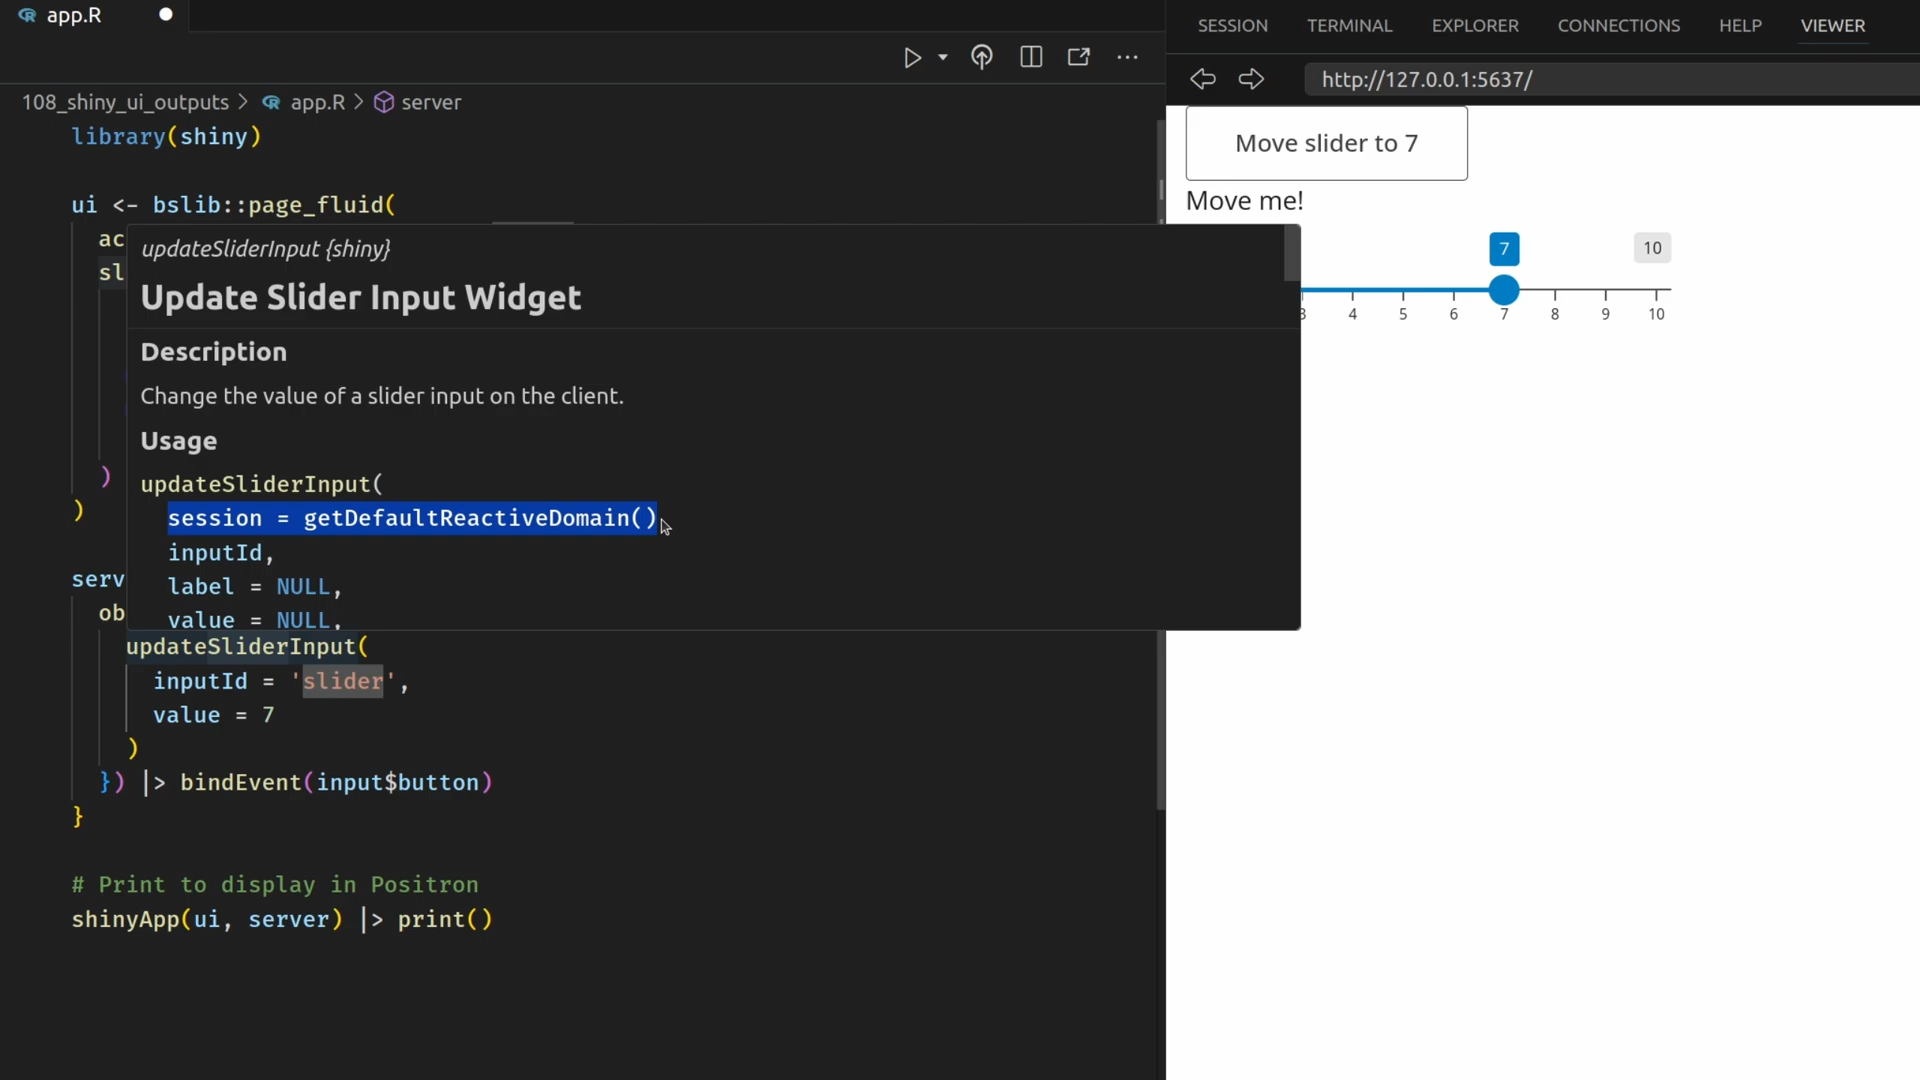 app.R
108_shiny_ui_outputs > app.R > server
library(shiny)
ui <- bslib::page_fluid(
ac
sl
)
)
serv
ob
updateSliderInput {shiny}
Update Slider Input Widget
Description
Change the value of a slider input on the client.
Usage
updateSliderInput(
session = getDefaultReactiveDomain()
inputId,
label = NULL,
value = NULL,
updateSliderInput(
inputId = 'slider',
value = 7
)
}) |> bindEvent(input$button)
}
# Print to display in Positron
shinyApp(ui, server) |> print()
SESSION TERMINAL EXPLORER CONNECTIONS HELP VIEWER
http://127.0.0.1:5637/
Move slider to 7
Move me!
7 10
3 4 5 6 7 8 9 10